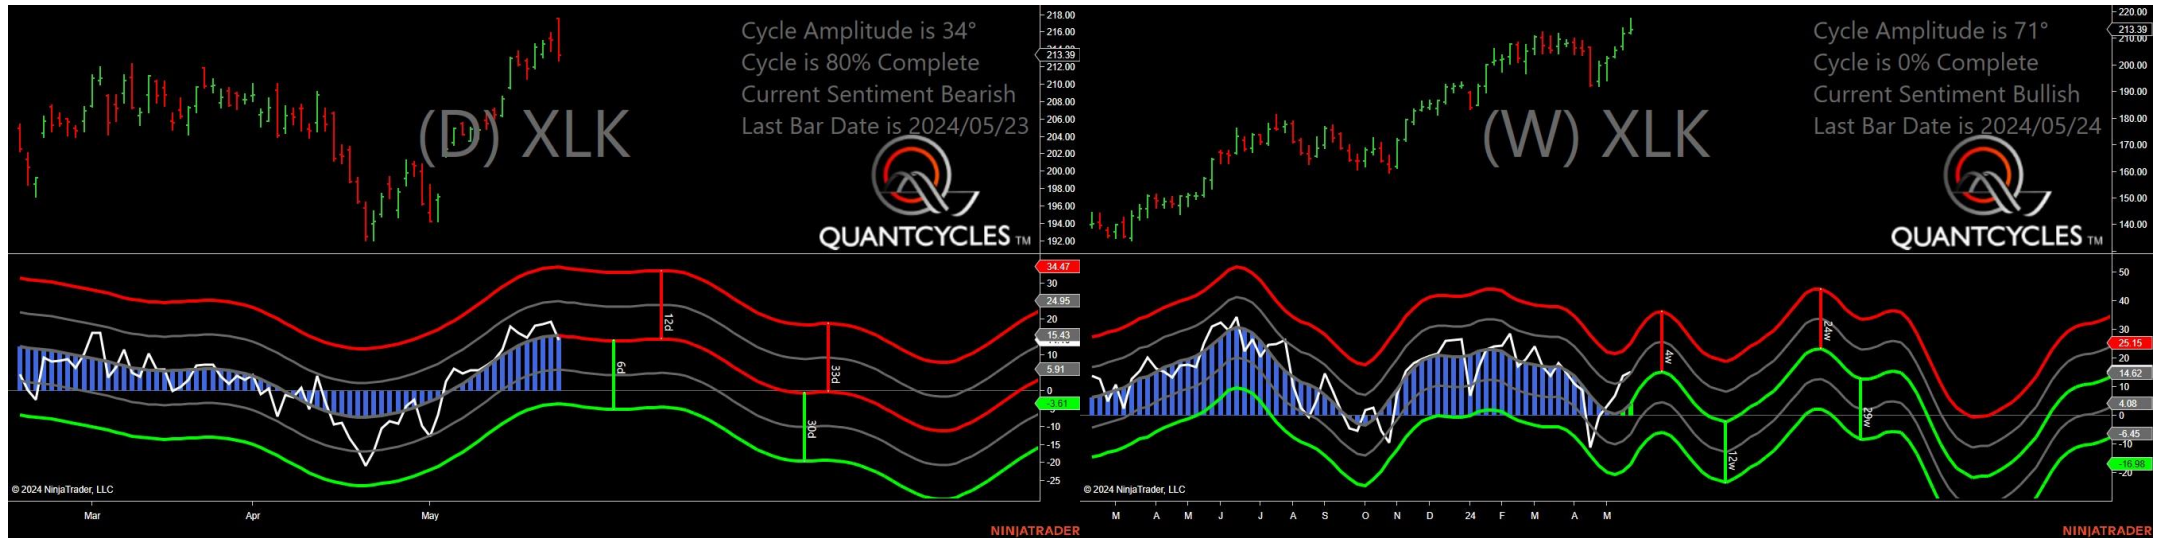 Cycle Amplitude is 34°
Cycle is 80% Complete
Current Sentiment Bearish
Last Bar Date is 2024/05/23
(D) XLK
QUANTCYCLES TM
218.00
216.00
213.39
212.00
210.00
208.00
206.00
204.00
202.00
200.00
198.00
196.00
194.00
192.00
34.47
30
24.95
20
15.43
10
5.91
0
-3.61
-10
-15
-20
-25
12d
6d
33d
30d
© 2024 NinjaTrader, LLC
Mar Apr May
NINJATRADER
Cycle Amplitude is 71°
Cycle is 0% Complete
Current Sentiment Bullish
Last Bar Date is 2024/05/24
(W) XLK
QUANTCYCLES TM
220.00
213.39
210.00
200.00
190.00
180.00
170.00
160.00
150.00
140.00
50
40
30
25.15
20
14.62
10
4.08
0
-6.45
-10
-16.98
-20
4w
12w
24w
29w
© 2024 NinjaTrader, LLC
M A M J J A S O N D 24 F M A M
NINJATRADER